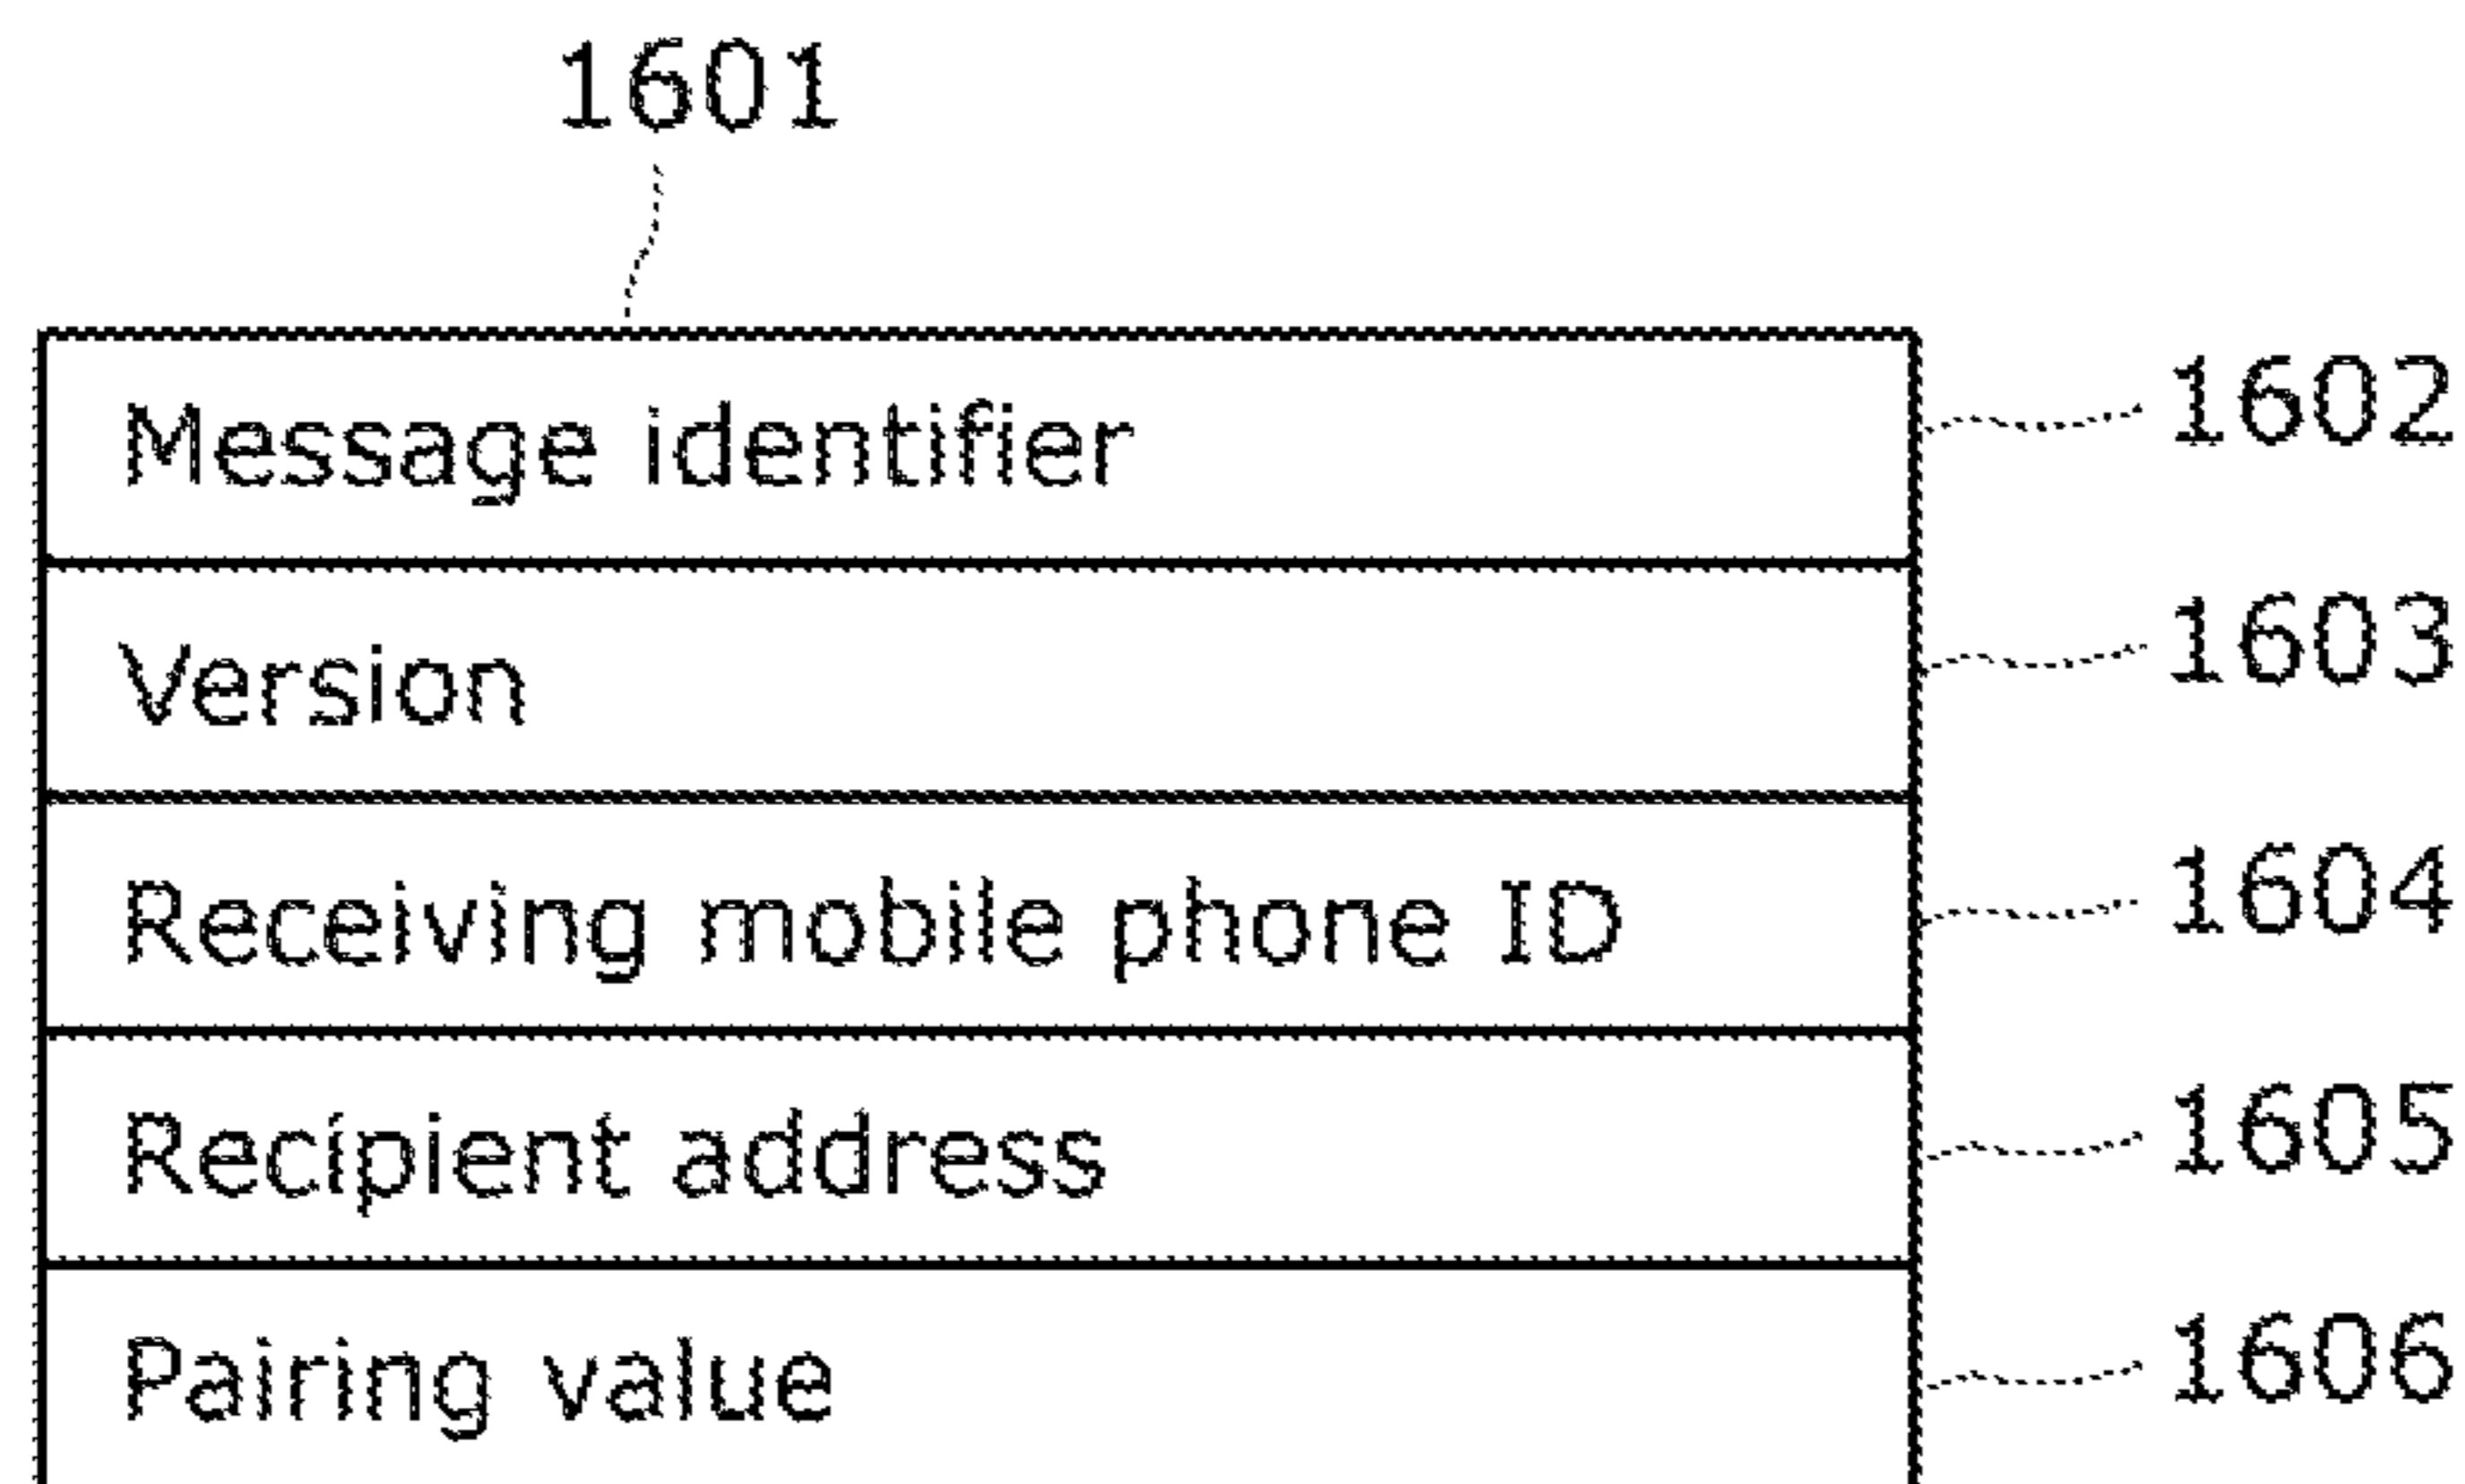 1601
Message identifier 1602
Version 1603
Receiving mobile phone ID 1604
Recipient address 1605
Pairing value 1606